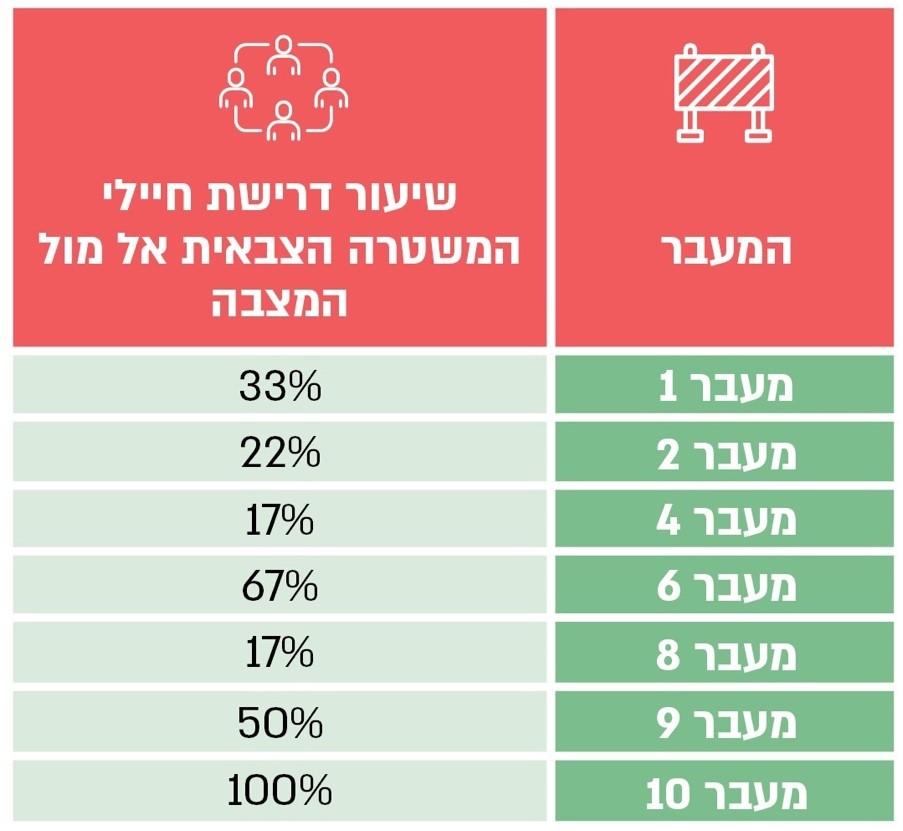 המעבר
שיעור דרישת חיילי
המשטרה הצבאית אל מול
המצבה
מעבר 1
33%
מעבר 2
22%
מעבר 4
17%
מעבר 6
67%
מעבר 8
17%
מעבר 9
50%
מעבר 10
100%